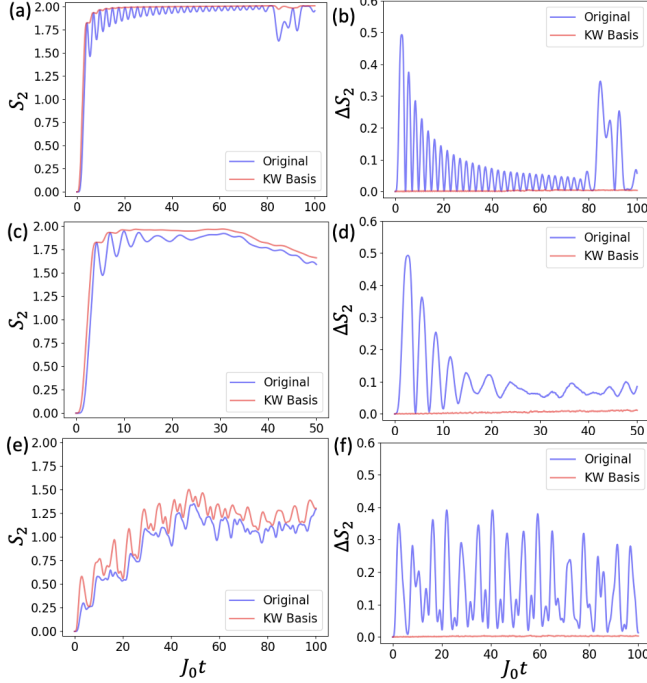 (a)
2.00
1.75
1.50
1.25
1.00
0.75
0.50
0.25
0.00
S₂
Original
KW Basis
0 20 40 60 80 100
(b)
0.6
0.5
0.4
0.3
0.2
0.1
0.0
ΔS₂
Original
KW Basis
0 20 40 60 80 100
(c)
2.00
1.75
1.50
1.25
1.00
0.75
0.50
0.25
0.00
S₂
Original
KW Basis
0 10 20 30 40 50
(d)
0.6
0.5
0.4
0.3
0.2
0.1
0.0
ΔS₂
Original
KW Basis
0 10 20 30 40 50
(e)
2.00
1.75
1.50
1.25
1.00
0.75
0.50
0.25
0.00
S₂
Original
KW Basis
0 20 40 60 80 100
J₀t
(f)
0.6
0.5
0.4
0.3
0.2
0.1
0.0
ΔS₂
Original
KW Basis
0 20 40 60 80 100
J₀t